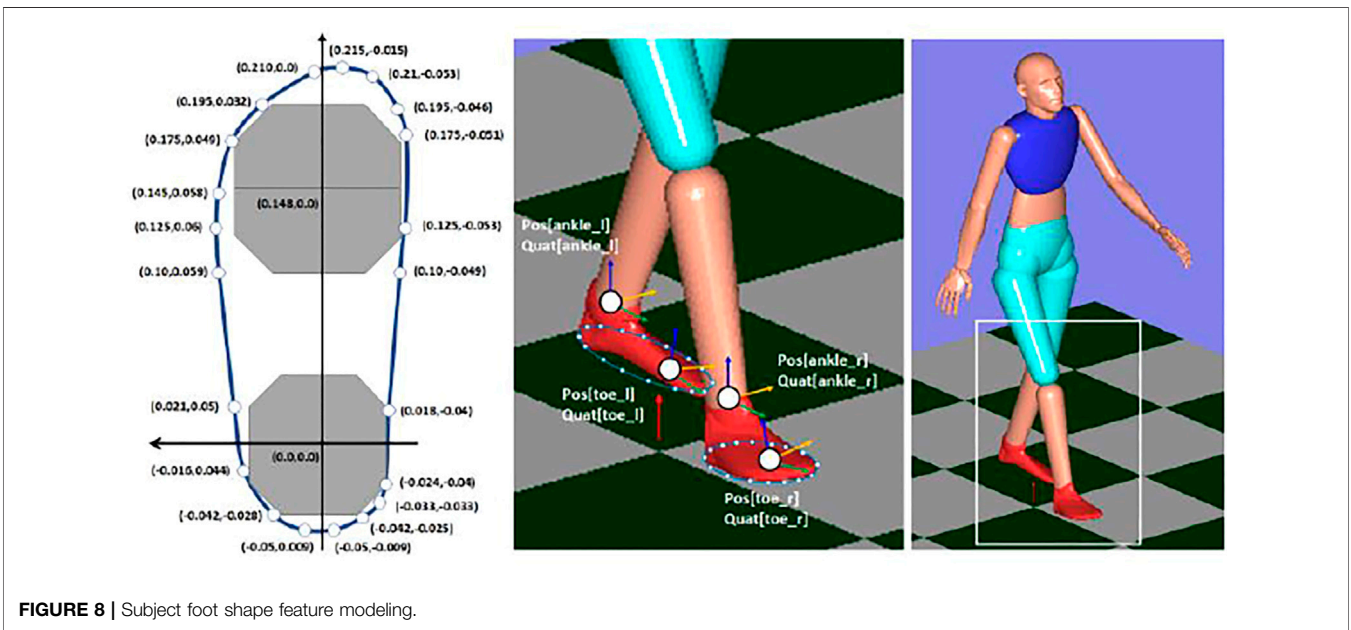 (0.215,-0.015)
(0.210,0.0)
(0.21,-0.053)
(0.195,0.032)
(0.195,-0.046)
(0.175,0.049)
(0.175,-0.051)
(0.145,0.058)
(0.148,0.0)
(0.125,0.06)
(0.125,-0.053)
(0.10,0.059)
(0.10,-0.049)
(0.021,0.05)
(0.018,-0.04)
(0.0,0.0)
(-0.016,0.044)
(-0.024,-0.04)
(-0.033,-0.033)
(-0.042,-0.028)
(-0.042,-0.025)
(-0.05,0.009)
(-0.05,-0.009)
Pos[ankle_l]
Quat[ankle_l]
Pos[ankle_r]
Quat[ankle_r]
Pos[toe_l]
Quat[toe_l]
Pos[toe_r]
Quat[toe_r]
FIGURE 8 | Subject foot shape feature modeling.